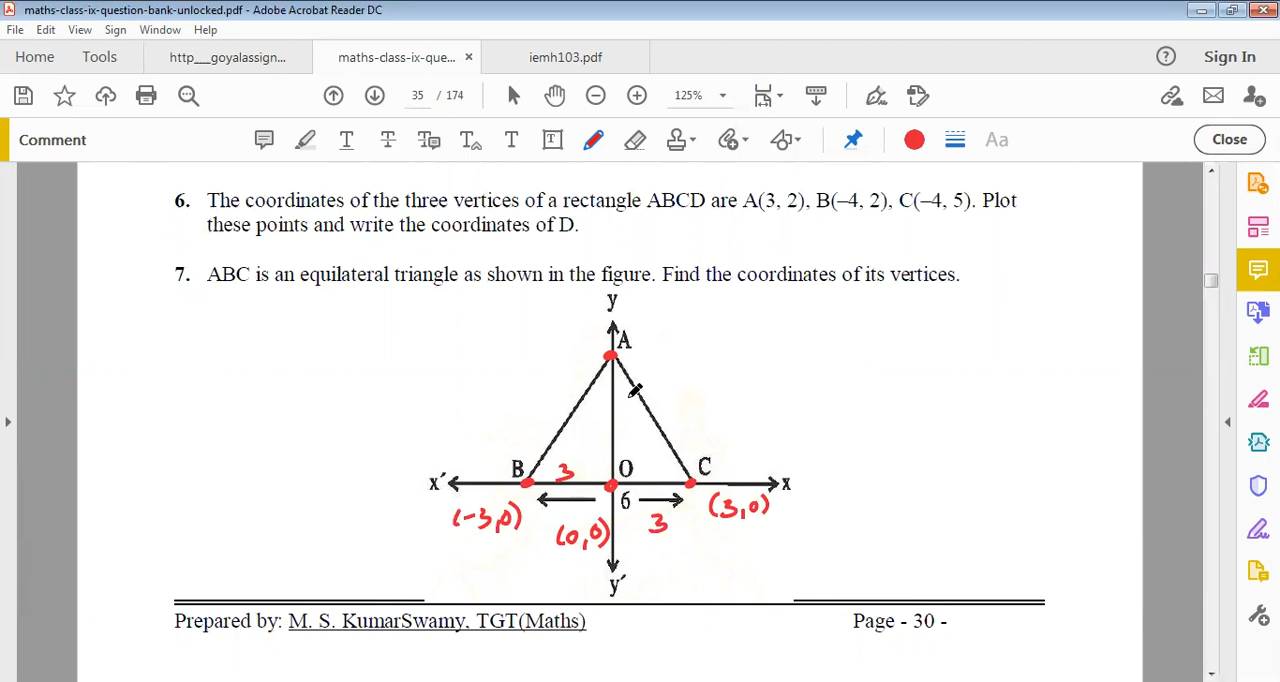 maths-class-ix-question-bank-unlocked.pdf - Adobe Acrobat Reader DC
File Edit View Sign Window Help
Home Tools http___goyalassign... maths-class-ix-que... × iemh103.pdf Sign In
35 / 174 125%
Comment T T T T T Aa Close
6. The coordinates of the three vertices of a rectangle ABCD are A(3, 2), B(–4, 2), C(–4, 5). Plot
these points and write the coordinates of D.
7. ABC is an equilateral triangle as shown in the figure. Find the coordinates of its vertices.
y
A
B 3 O C
x′ x
6
(-3,0) (0,0) 3 (3,0)
y′
Prepared by: M. S. KumarSwamy, TGT(Maths) Page - 30 -